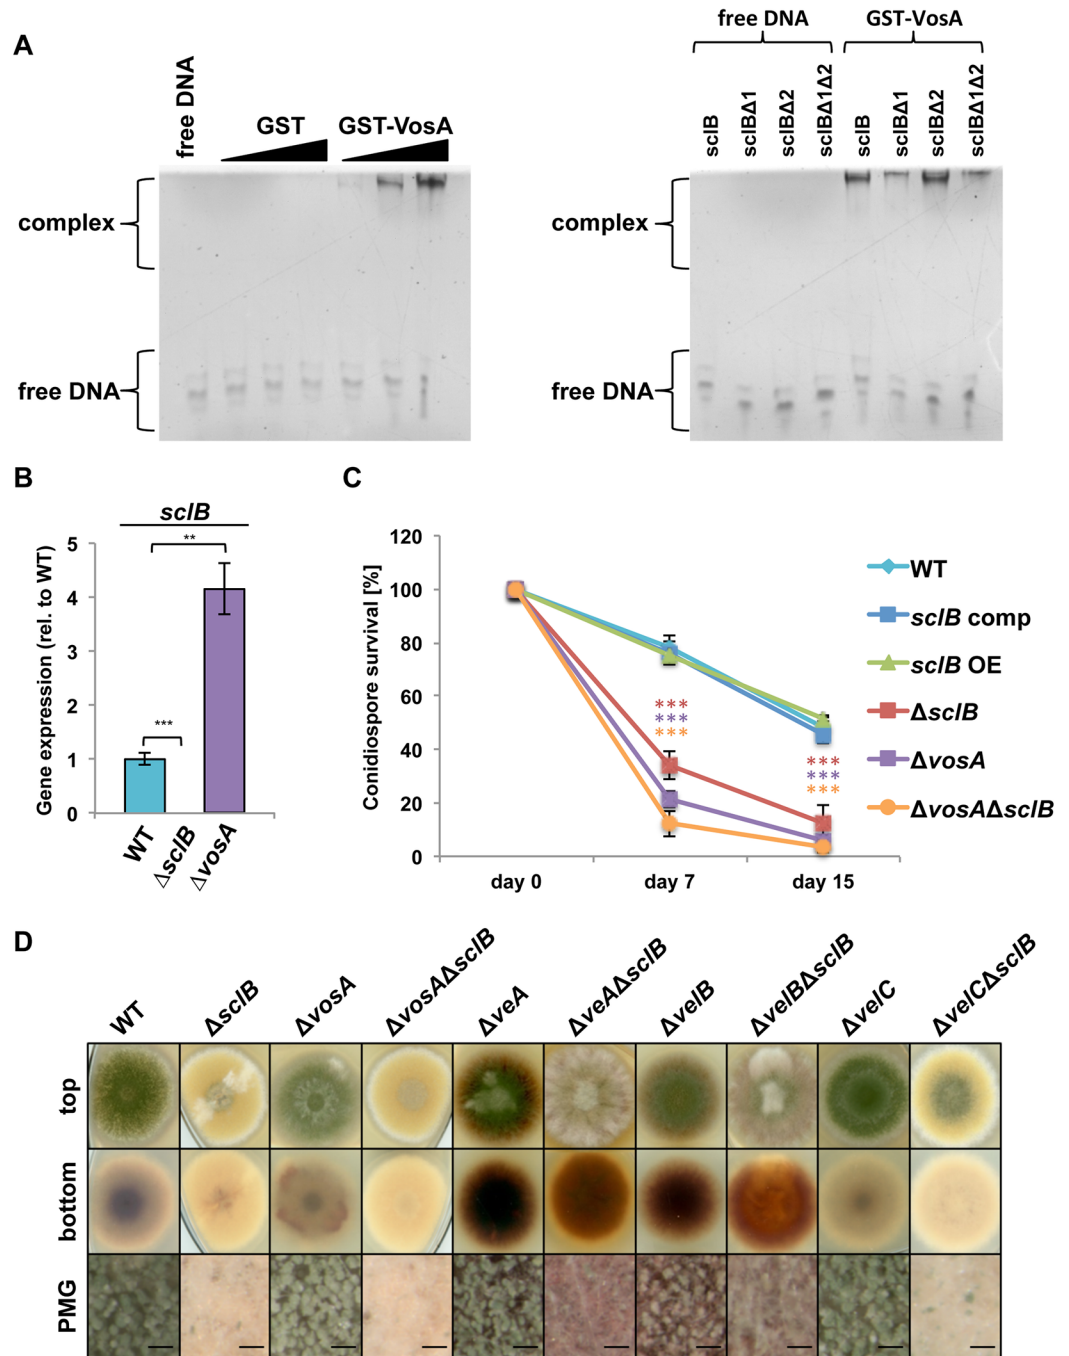 A
free DNA
GST
GST-VosA
complex
free DNA
free DNA
GST-VosA
sclB
sclBΔ1
sclBΔ2
sclBΔ1Δ2
sclB
sclBΔ1
sclBΔ2
sclBΔ1Δ2
complex
free DNA
B
sclB
Gene expression (rel. to WT)
5
4
3
2
1
0
**
***
WT
ΔsclB
ΔvosA
C
Conidiospore survival [%]
120
100
80
60
40
20
0
***
***
***
***
***
***
day 0
day 7
day 15
WT
sclB comp
sclB OE
ΔsclB
ΔvosA
ΔvosAΔsclB
D
WT
ΔsclB
ΔvosA
ΔvosAΔsclB
ΔveA
ΔveAΔsclB
ΔvelB
ΔvelBΔsclB
ΔvelC
ΔvelCΔsclB
top
bottom
PMG